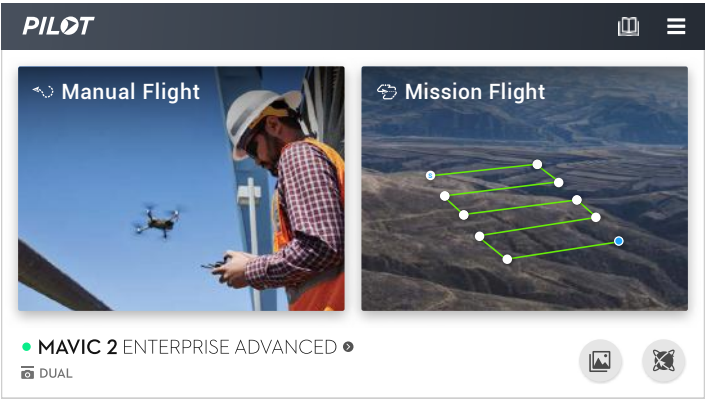 PILOT
Manual Flight
Mission Flight
S
MAVIC 2 ENTERPRISE ADVANCED
DUAL